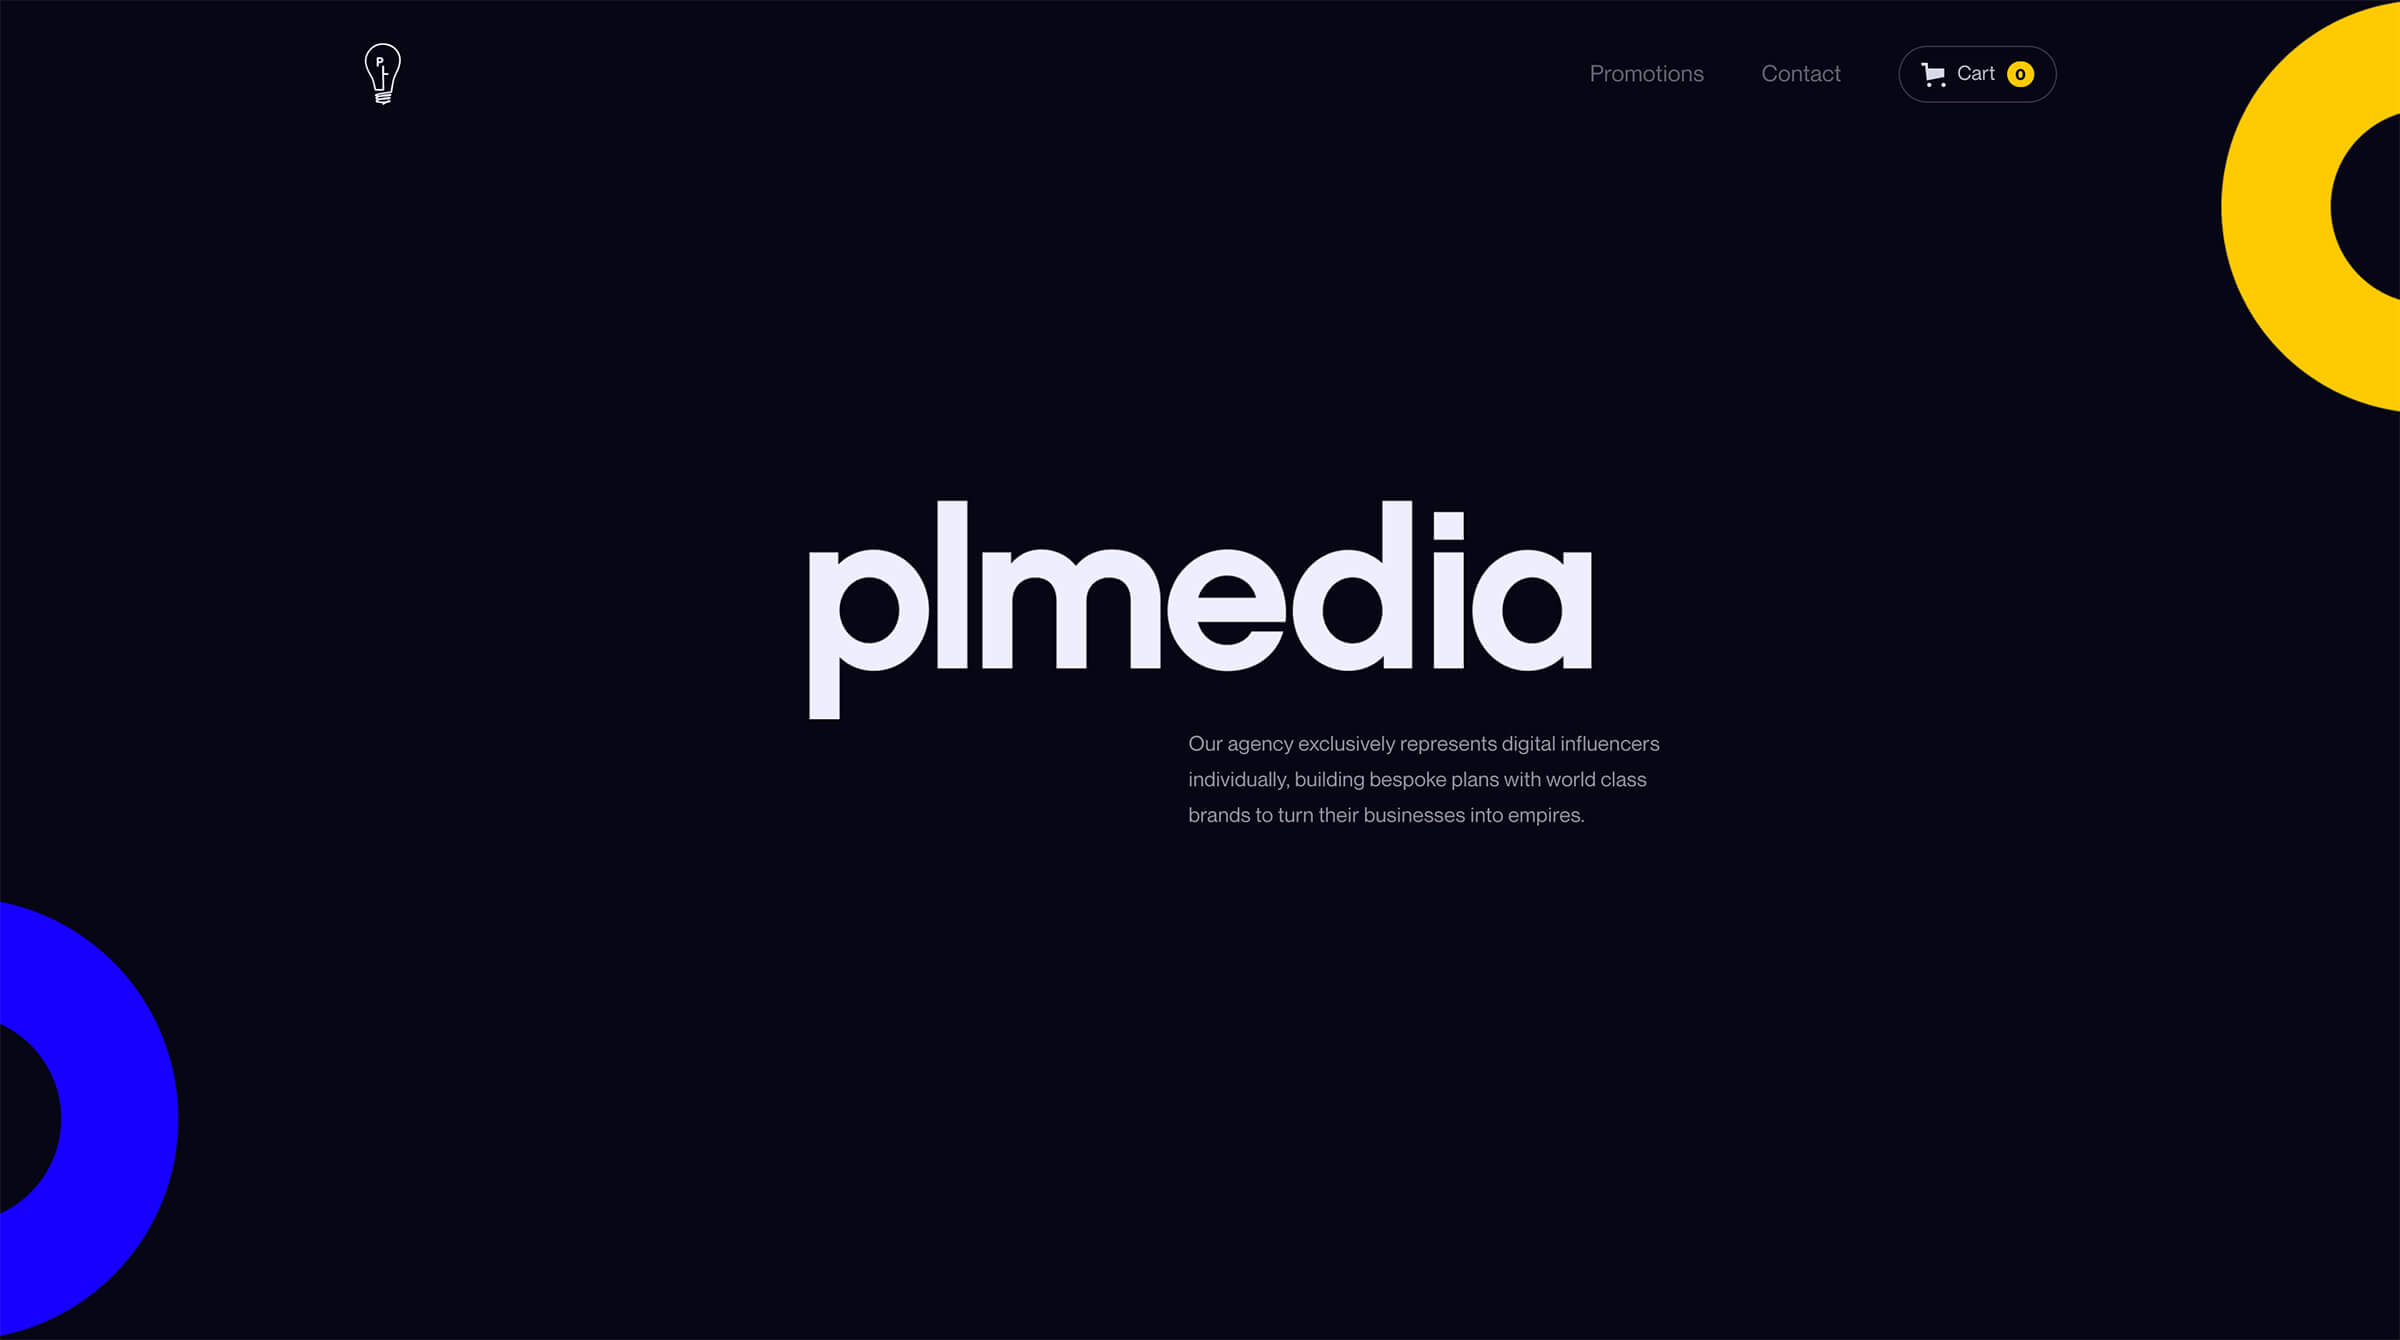 P
Promotions
Contact
Cart 0
plmedia
Our agency exclusively represents digital influencers
individually, building bespoke plans with world class
brands to turn their businesses into empires.